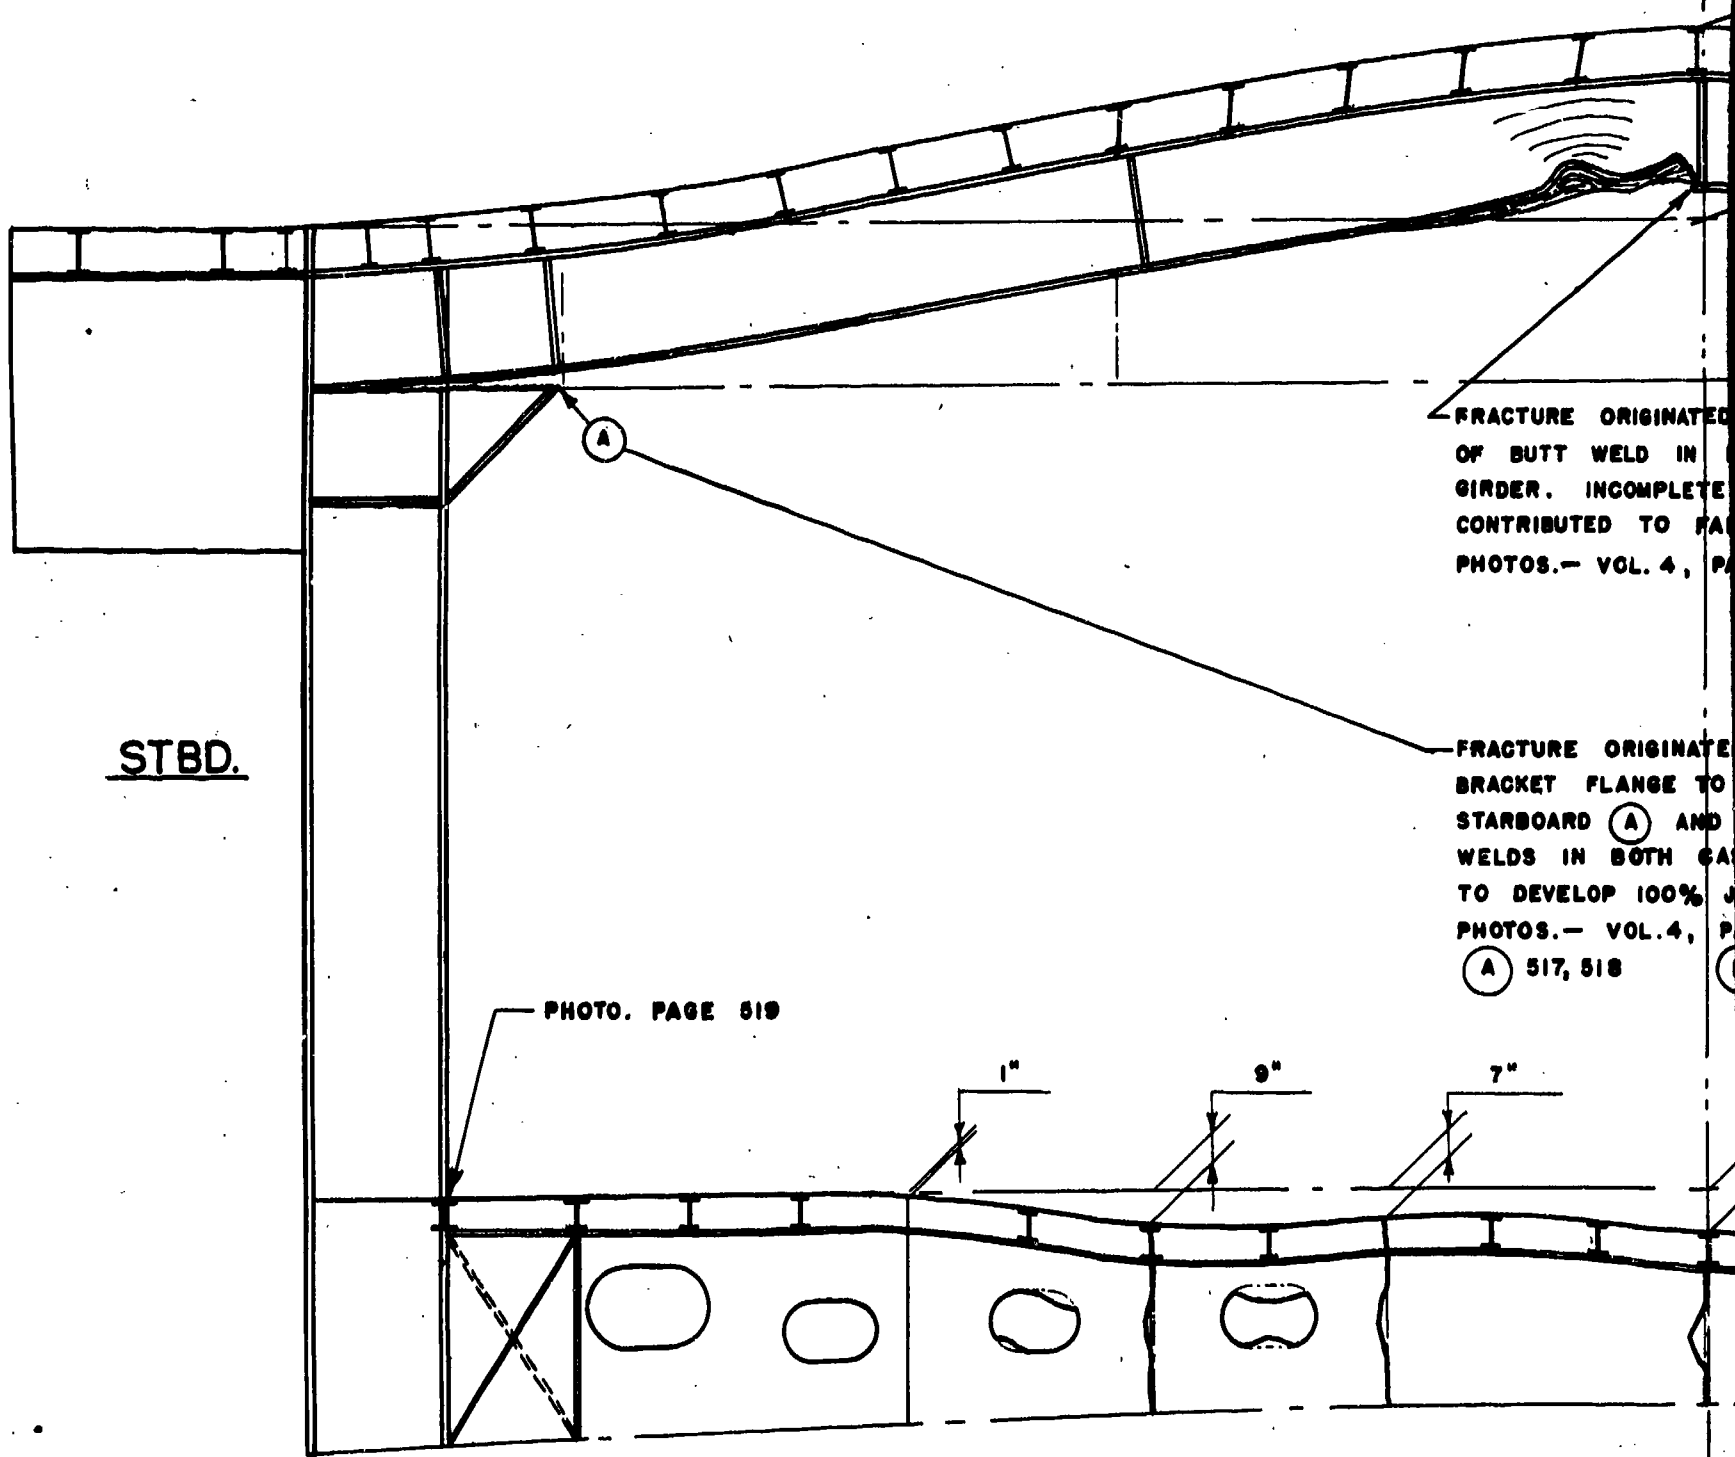 FRACTURE ORIGINATED
OF BUTT WELD IN
GIRDER. INCOMPLETE
CONTRIBUTED TO
PHOTOS.— VOL. 4,
STBD.
FRACTURE ORIGINATE
BRACKET FLANGE TO
STARBOARD A AND
WELDS IN BOTH
TO DEVELOP 100%
PHOTOS.— VOL. 4,
A 517, 518
A
PHOTO. PAGE 519
1" 9" 7"